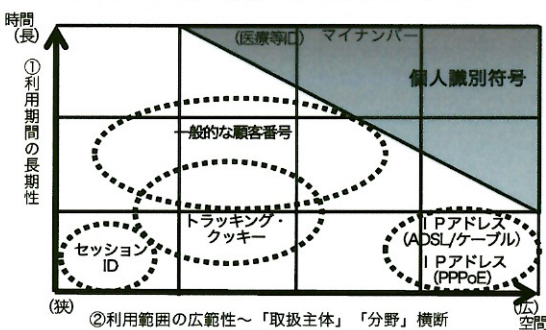 時間
(長)
(医療等ID) マイナンバー
個人識別符号
①利用期間の長期性
一般的な顧客番号
トラッキング・
クッキー
セッション
ID
IPアドレス
(ADSL/ケーブル)
IPアドレス
(PPPoE)
(狭)
(広)
空間
②利用範囲の広範性~「取扱主体」「分野」横断